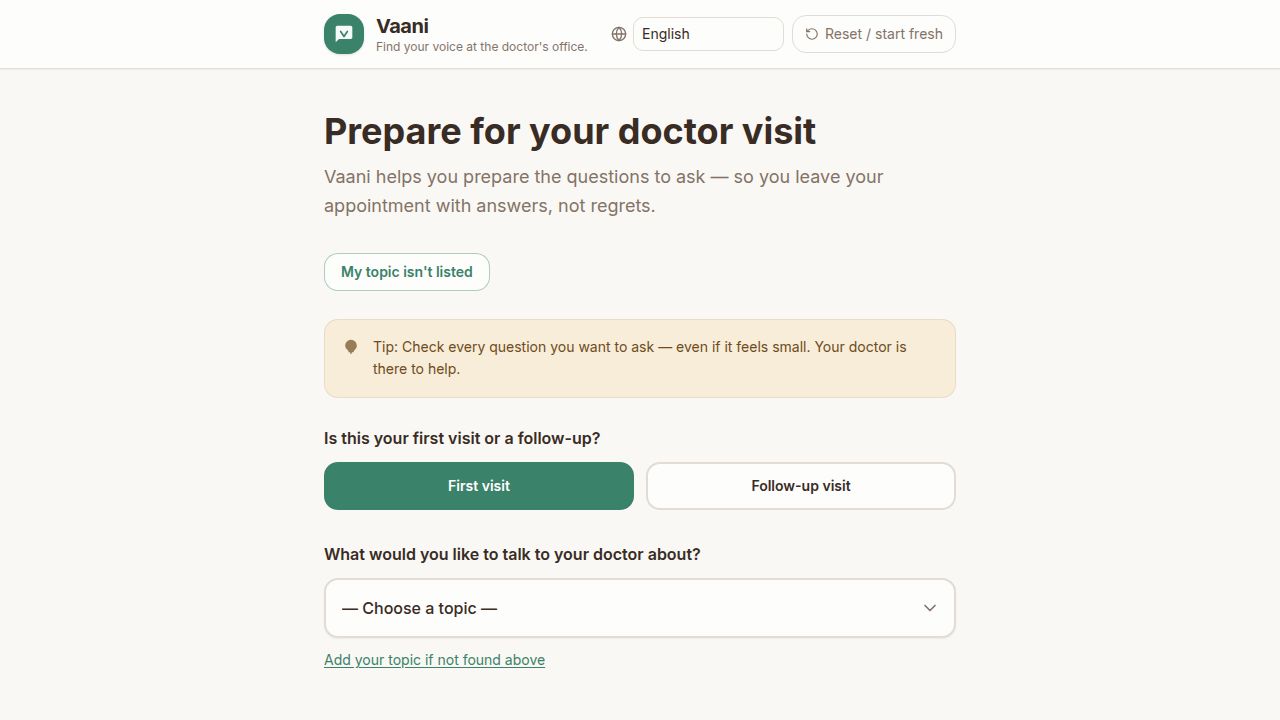 Vaani
Find your voice at the doctor's office.
English
Reset / start fresh
Prepare for your doctor visit
Vaani helps you prepare the questions to ask — so you leave your
appointment with answers, not regrets.
My topic isn't listed
Tip: Check every question you want to ask — even if it feels small. Your doctor is
there to help.
Is this your first visit or a follow-up?
First visit
Follow-up visit
What would you like to talk to your doctor about?
— Choose a topic —
Add your topic if not found above